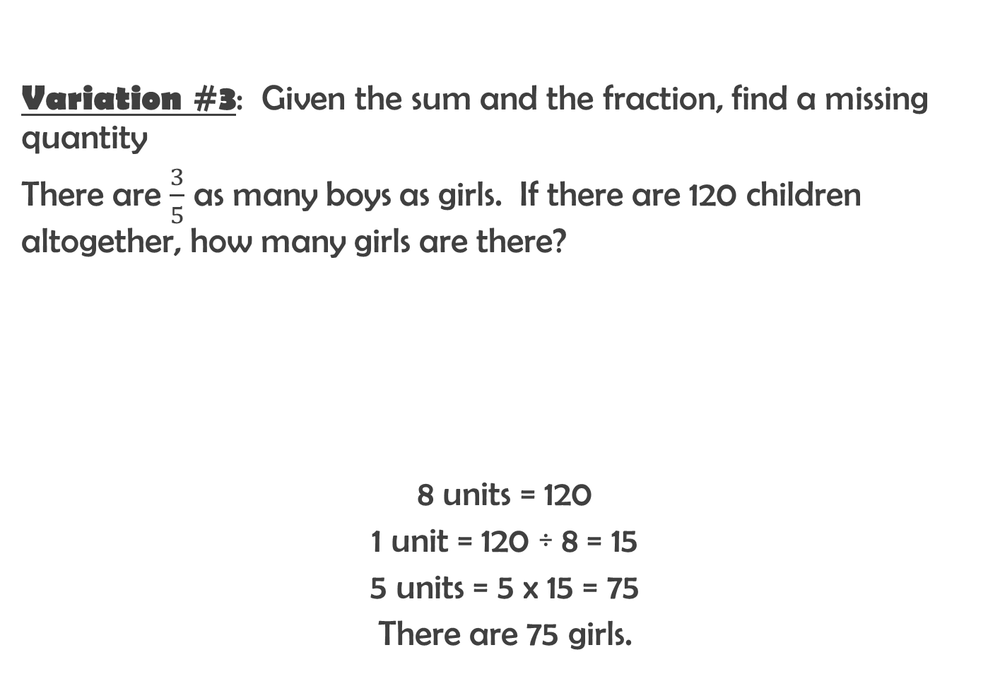 Variation #3: Given the sum and the fraction, find a missing
quantity
There are 3/5 as many boys as girls. If there are 120 children
altogether, how many girls are there?
8 units = 120
1 unit = 120 ÷ 8 = 15
5 units = 5 x 15 = 75
There are 75 girls.